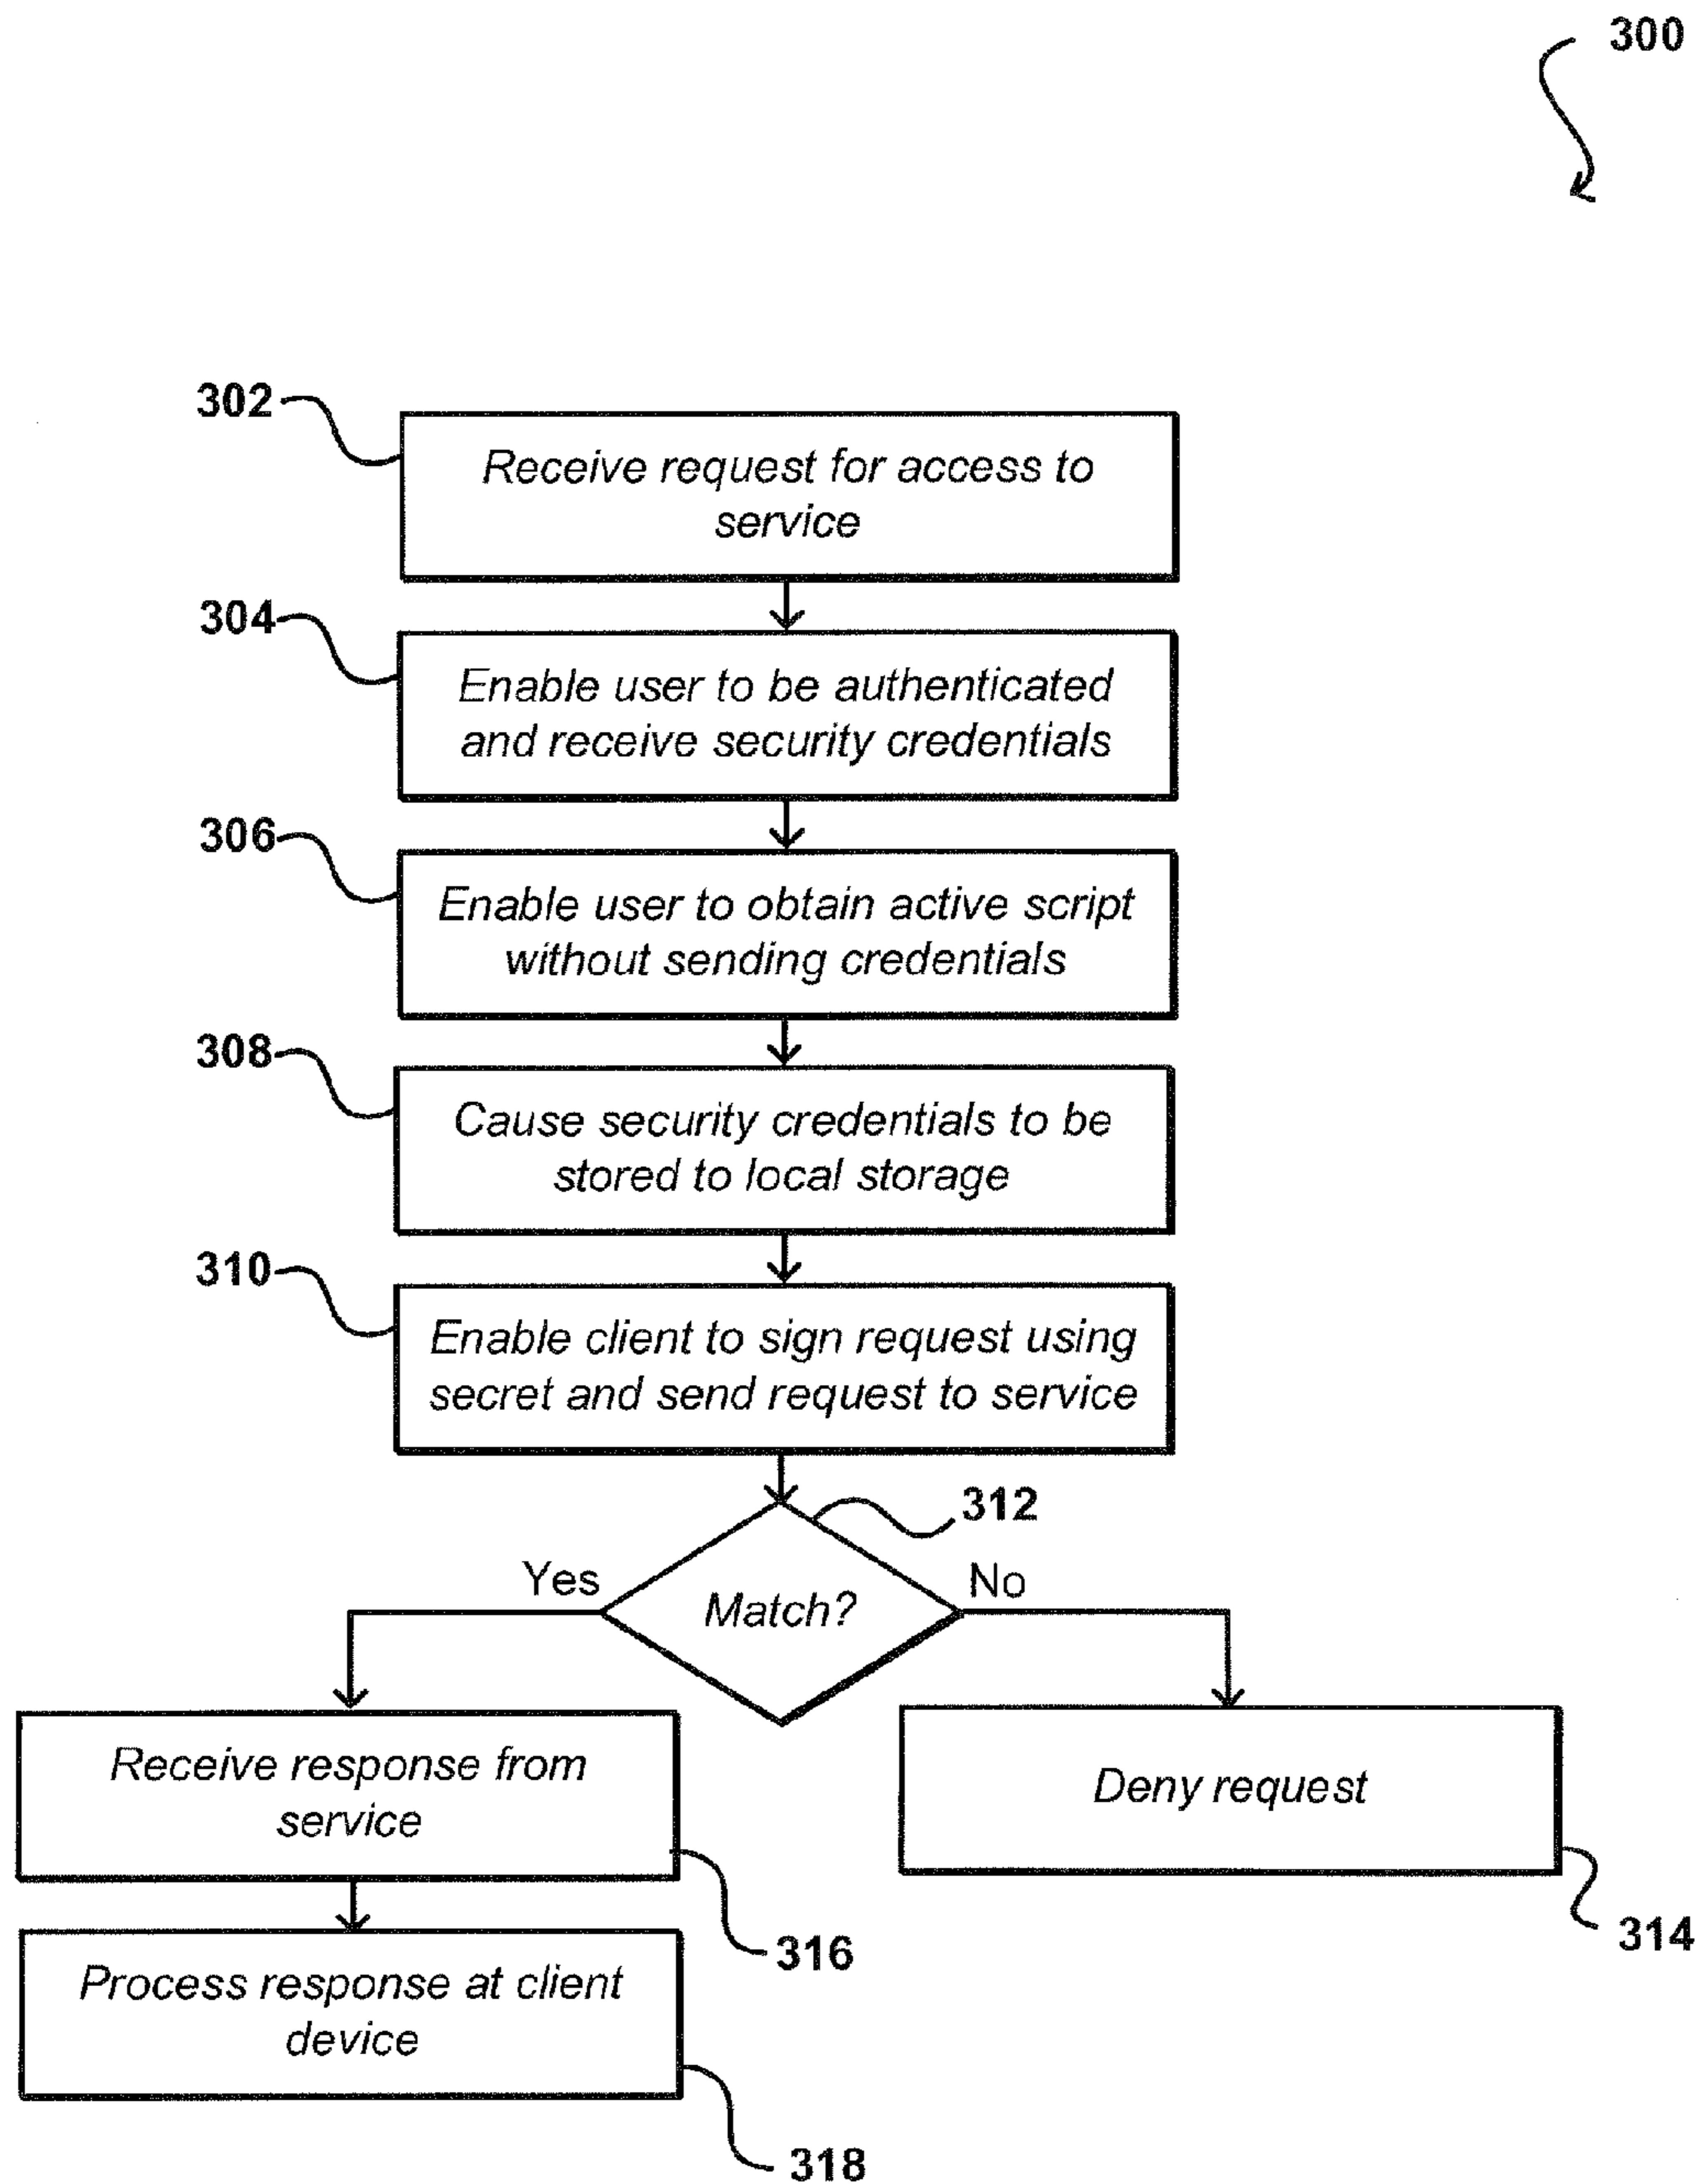 300
302
Receive request for access to
service
304
Enable user to be authenticated
and receive security credentials
306
Enable user to obtain active script
without sending credentials
308
Cause security credentials to be
stored to local storage
310
Enable client to sign request using
secret and send request to service
312
Yes
Match?
No
Receive response from
service
316
Deny request
314
Process response at client
device
318